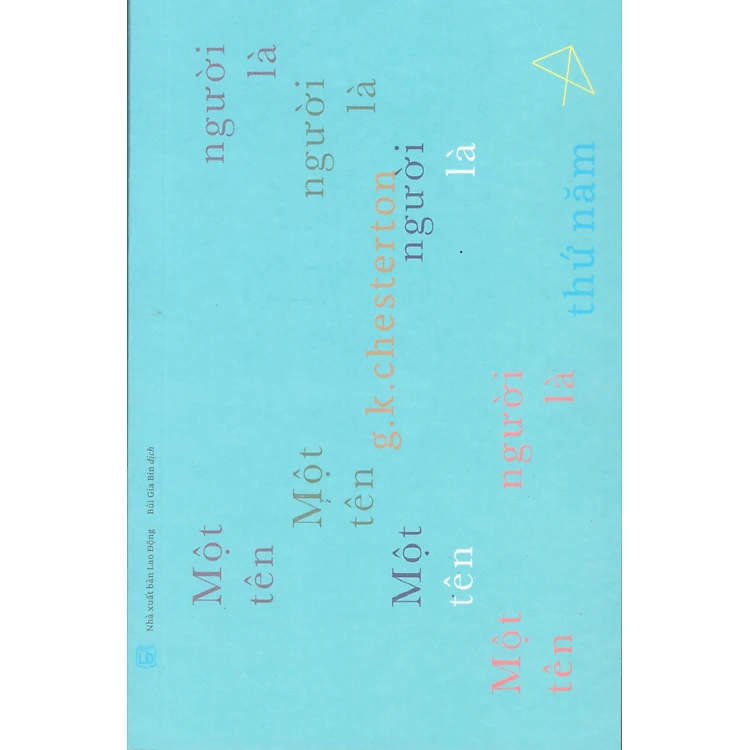 Nhà xuất bản Lao Động Bùi Gia Bin dịch
Một người
tên là
Một người
tên là
g.k.chesterton
Một người
tên là
Một người
tên là
thứ năm